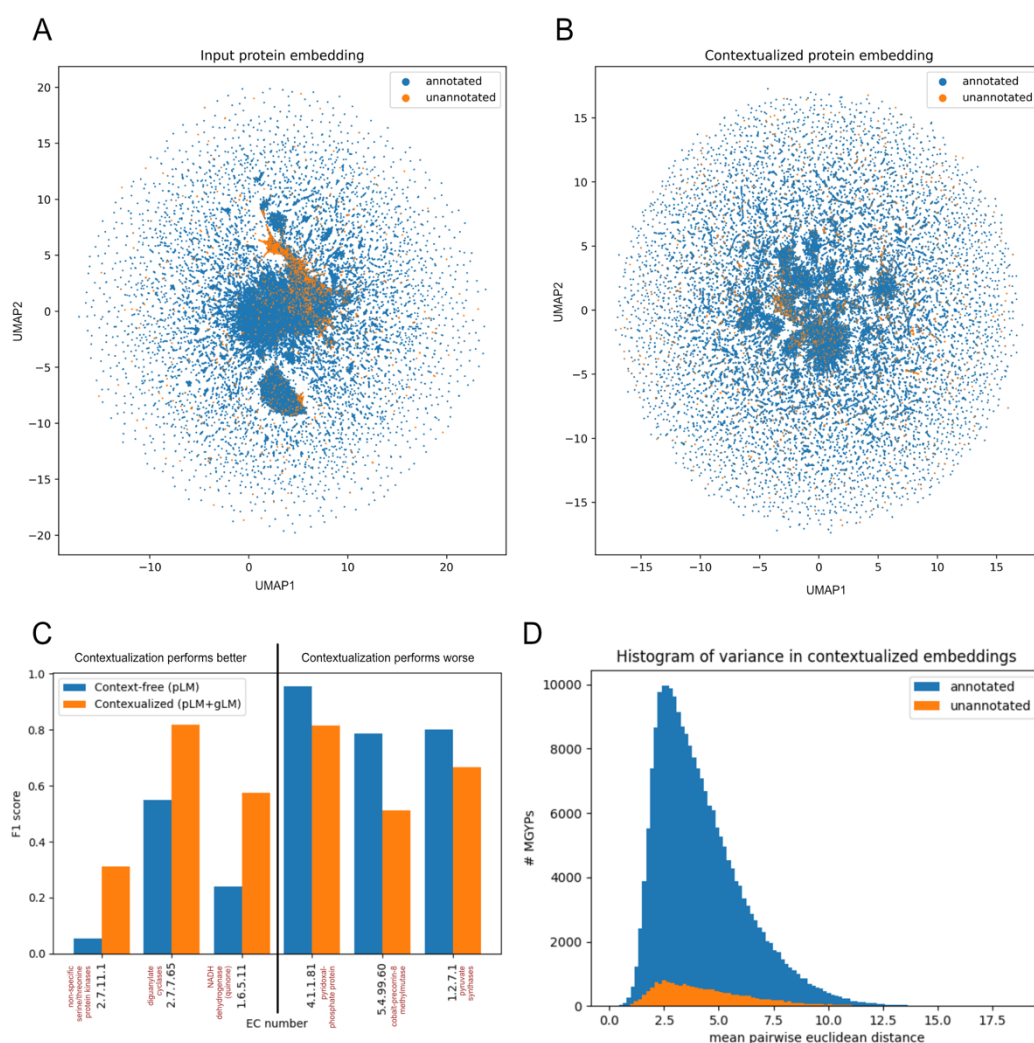 A
Input protein embedding
annotated
unannotated
20
15
10
5
0
−5
−10
−15
−20
UMAP2
−10
0
10
20
UMAP1
B
Contextualized protein embedding
annotated
unannotated
15
10
5
0
−5
−10
−15
UMAP2
−15
−10
−5
0
5
10
15
UMAP1
C
Contextualization performs better
Contextualization performs worse
Context-free (pLM)
Contexualized (pLM+gLM)
1.0
0.8
0.6
0.4
0.2
0.0
F1 score
non-specific
serine/threonine
protein kinases
2.7.11.1
diguanylate
cyclases
2.7.7.65
NADH
dehydrogenase
(quinone)
1.6.5.11
4.1.1.81
pyridoxal-
phosphate protein
5.4.99.60
cobalt-precorrin-8
methylmutase
1.2.7.1
pyruvate
synthases
EC number
D
Histogram of variance in contextualized embeddings
annotated
unannotated
10000
8000
6000
4000
2000
0
# MGYPs
0.0
2.5
5.0
7.5
10.0
12.5
15.0
17.5
mean pairwise euclidean distance